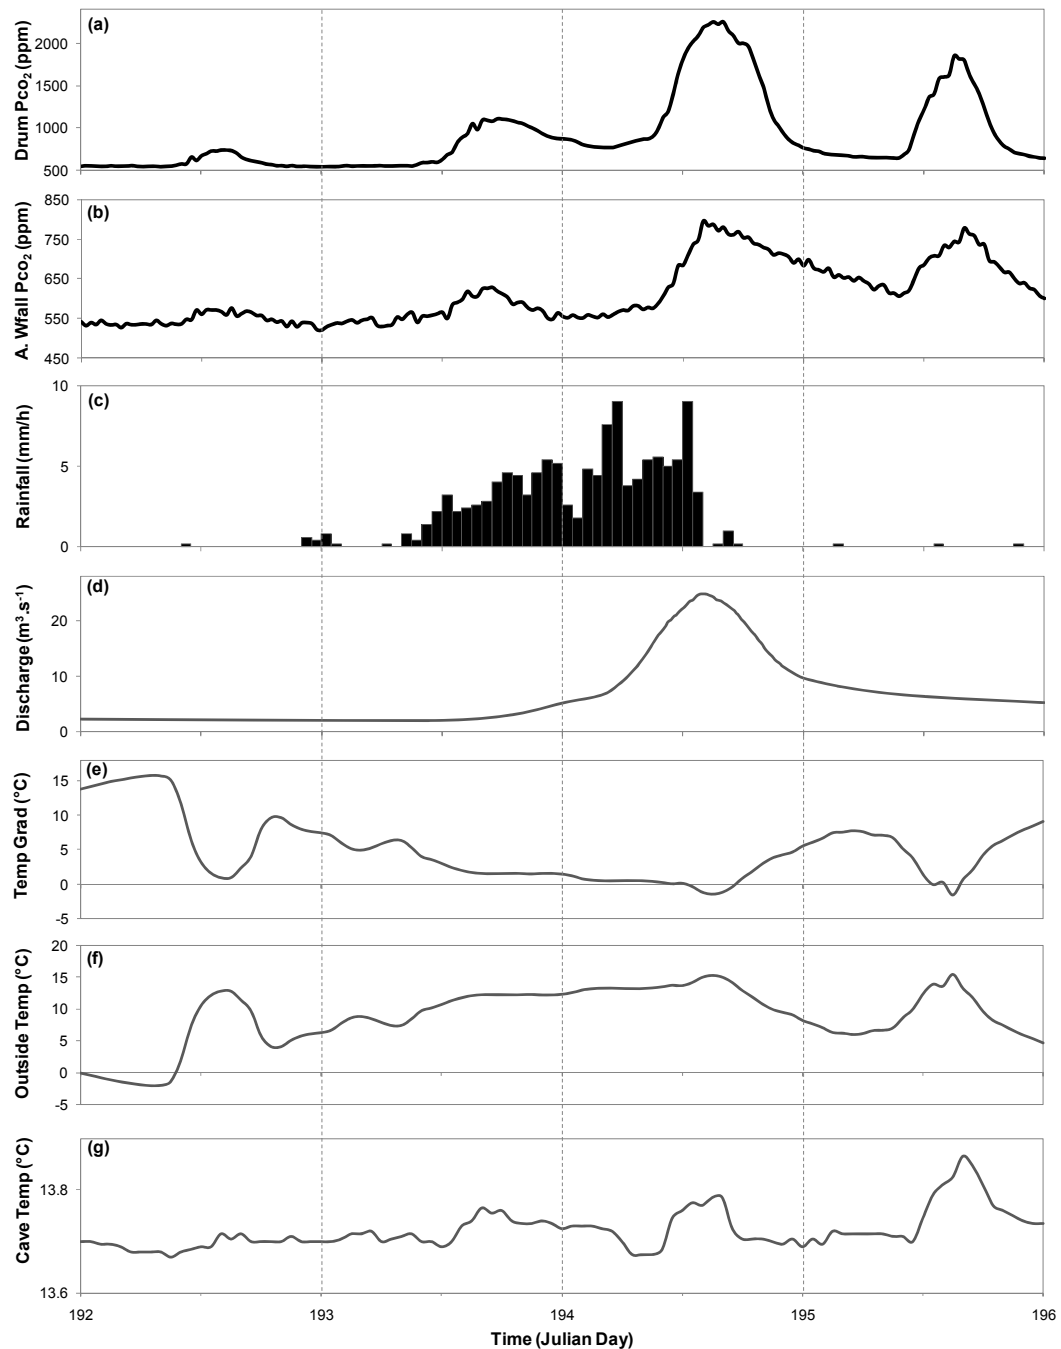 (a)
Drum Pco₂ (ppm)
2000
1500
1000
500
(b)
A. Wfall Pco₂ (ppm)
850
750
650
550
450
(c)
Rainfall (mm/h)
10
5
0
(d)
Discharge (m³.s⁻¹)
20
10
0
(e)
Temp Grad (°C)
15
10
5
0
-5
(f)
Outside Temp (°C)
20
15
10
5
0
-5
(g)
Cave Temp (°C)
13.8
13.6
192 193 194 195 196
Time (Julian Day)